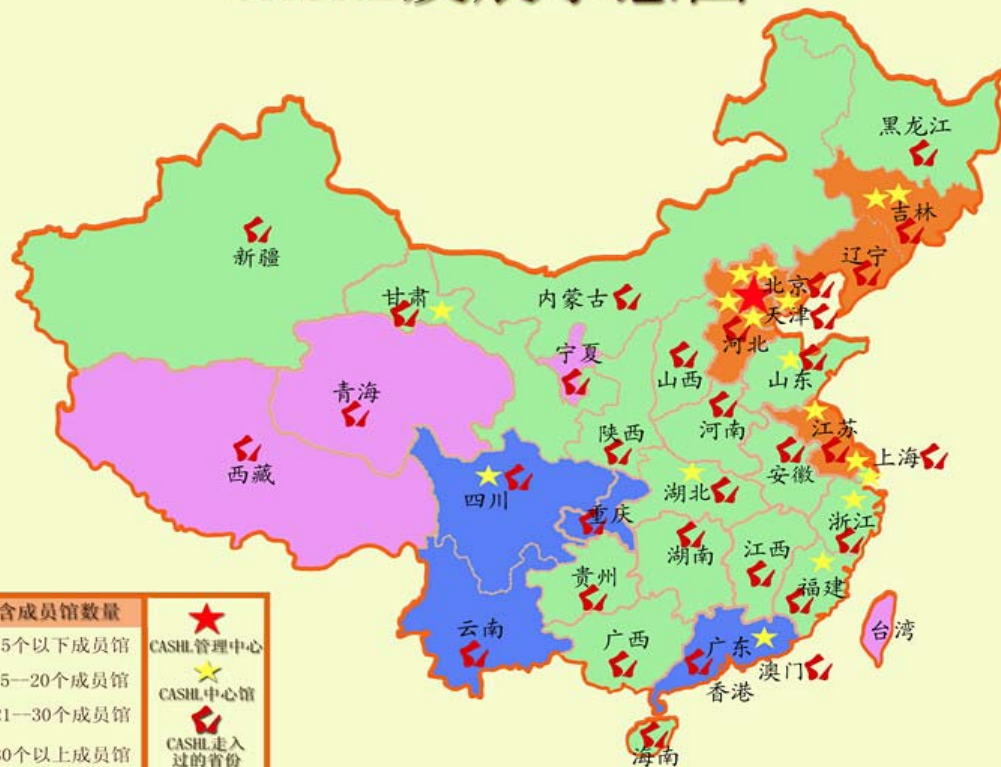 黑龙江
吉林
辽宁
新疆
甘肃
内蒙古
北京
天津
河北
宁夏
山西
山东
青海
河南
陕西
江苏
西藏
安徽
上海
四川
湖北
重庆
浙江
湖南
江西
贵州
福建
云南
广西
广东
台湾
澳门
香港
海南
含成员馆数量
5个以下成员馆
5--20个成员馆
1--30个成员馆
0个以上成员馆
CASHL管理中心
CASHL中心馆
CASHL走入
过的省份